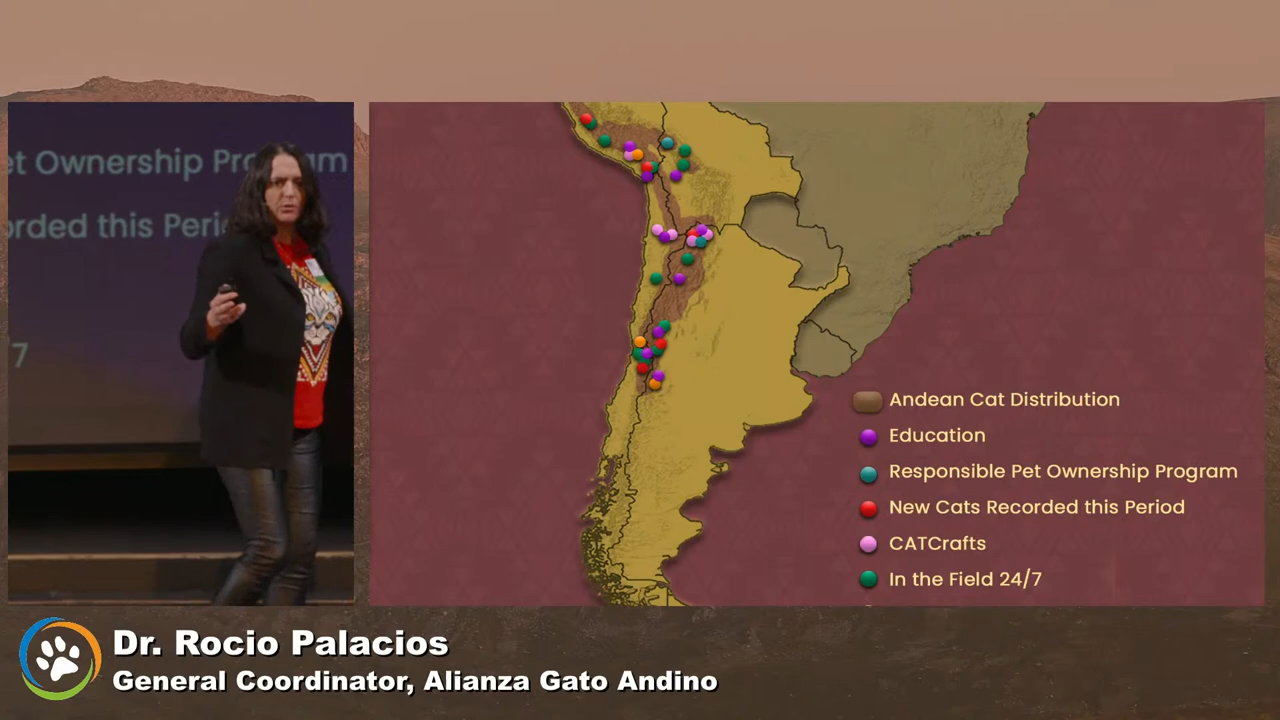 et Ownership Program
orded this Peri
/7
Andean Cat Distribution
Education
Responsible Pet Ownership Program
New Cats Recorded this Period
CATCrafts
In the Field 24/7
Dr. Rocio Palacios
General Coordinator, Alianza Gato Andino